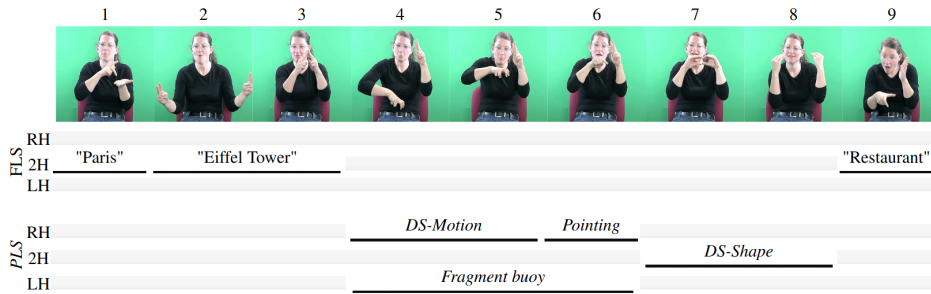 1 2 3 4 5 6 7 8 9
FLS
RH
"Paris" "Eiffel Tower" "Restaurant"
2H
LH
PLS
DS-Motion Pointing
RH
DS-Shape
2H
Fragment buoy
LH